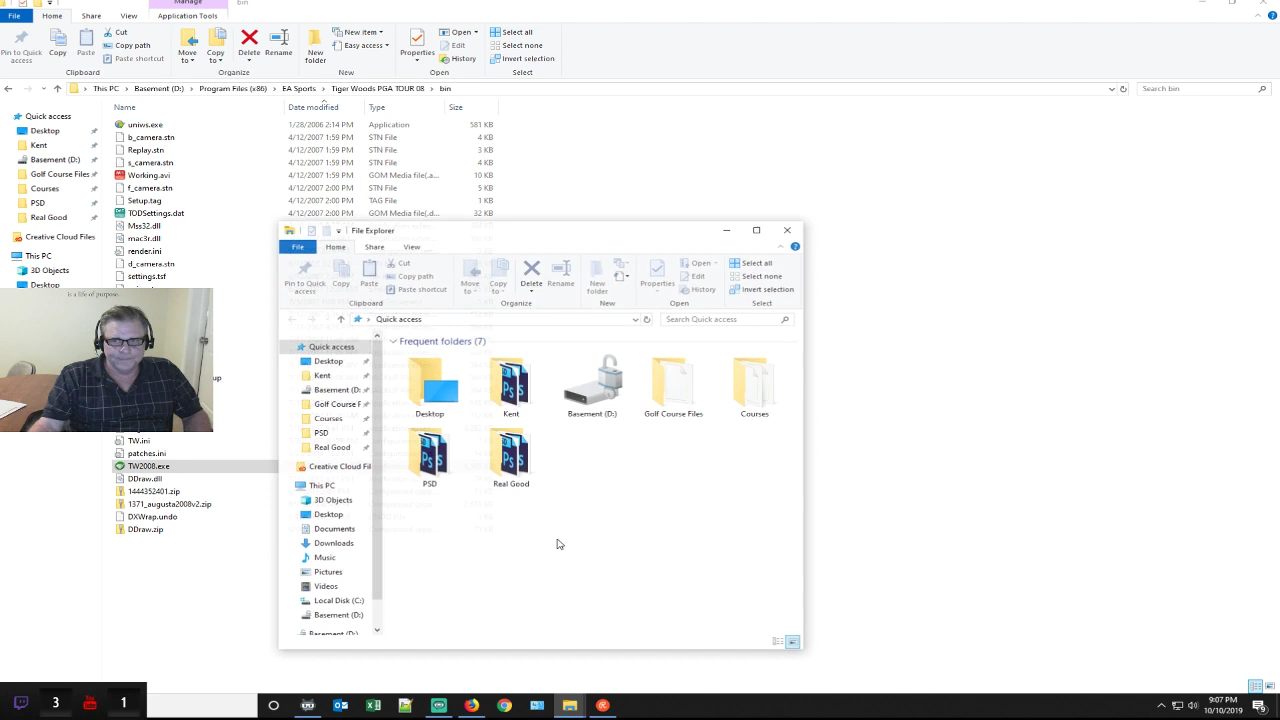 Manage
bin
File Home Share View Application Tools
Pin to Quick access
Copy
Paste
Cut
Copy path
Paste shortcut
Clipboard
Move to
Copy to
Delete
Rename
Organize
New folder
New item
Easy access
New
Properties
Open
Edit
History
Open
Select all
Select none
Invert selection
Select
This PC Basement (D:) Program Files (x86) EA Sports Tiger Woods PGA TOUR 08 bin
Search bin
Name Date modified Type Size
Quick access
Desktop
Kent
Basement (D:)
Golf Course Files
Courses
PSD
Real Good
Creative Cloud Files
This PC
3D Objects
Desktop
uniws.exe 1/28/2006 2:14 PM Application 581 KB
b_camera.stn 4/12/2007 1:59 PM STN File 4 KB
Replay.stn 4/12/2007 1:59 PM STN File 3 KB
s_camera.stn 4/12/2007 1:59 PM STN File 4 KB
Working.avi 4/12/2007 1:59 PM GOM Media file(.a... 10 KB
f_camera.stn 4/12/2007 2:00 PM STN File 5 KB
Setup.tag 4/12/2007 2:00 PM TAG File 1 KB
TODSettings.dat 4/12/2007 2:00 PM GOM Media file(.d... 32 KB
Mss32.dll
mac3r.dll
render.ini
d_camera.stn
settings.tsf
is a life of purpose.
up
TW.ini
patches.ini
TW2008.exe
DDraw.dll
1444352401.zip
1371_augusta2008v2.zip
DXWrap.undo
DDraw.zip
File Explorer
File Home Share View
Pin to Quick access
Copy
Paste
Cut
Copy path
Paste shortcut
Clipboard
Move to
Copy to
Delete
Rename
Organize
New folder
New
Properties
Open
Edit
History
Open
Select all
Select none
Invert selection
Select
Quick access
Search Quick access
Quick access
Desktop
Kent
Basement (D:
Golf Course F
Courses
PSD
Real Good
Creative Cloud Fil
This PC
3D Objects
Desktop
Documents
Downloads
Music
Pictures
Videos
Local Disk (C:)
Basement (D:)
Basement (D:)
Frequent folders (7)
Desktop
Kent
Basement (D:)
Golf Course Files
Courses
PSD
Real Good
3
1
9:07 PM
10/10/2019